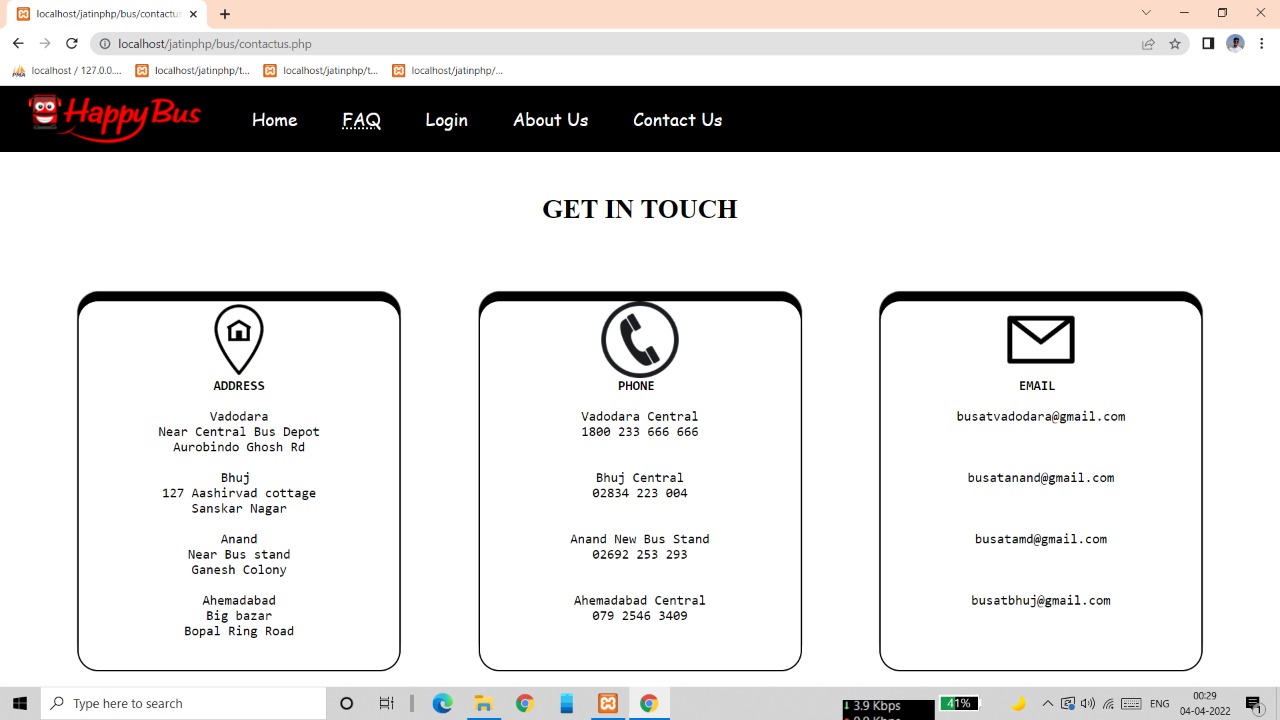 localhost/jatinphp/bus/contactus
localhost/jatinphp/bus/contactus.php
localhost / 127.0.0....
localhost/jatinphp/t...
localhost/jatinphp/t...
localhost/jatinphp/...
HappyBus
Home
FAQ
Login
About Us
Contact Us
GET IN TOUCH
ADDRESS
Vadodara
Near Central Bus Depot
Aurobindo Ghosh Rd
Bhuj
127 Aashirvad cottage
Sanskar Nagar
Anand
Near Bus stand
Ganesh Colony
Ahemadabad
Big bazar
Bopal Ring Road
PHONE
Vadodara Central
1800 233 666 666
Bhuj Central
02834 223 004
Anand New Bus Stand
02692 253 293
Ahemadabad Central
079 2546 3409
EMAIL
busatvadodara@gmail.com
busatanand@gmail.com
busatamd@gmail.com
busatbhuj@gmail.com
Type here to search
3.9 Kbps
41%
ENG
00:29
04-04-2022
1